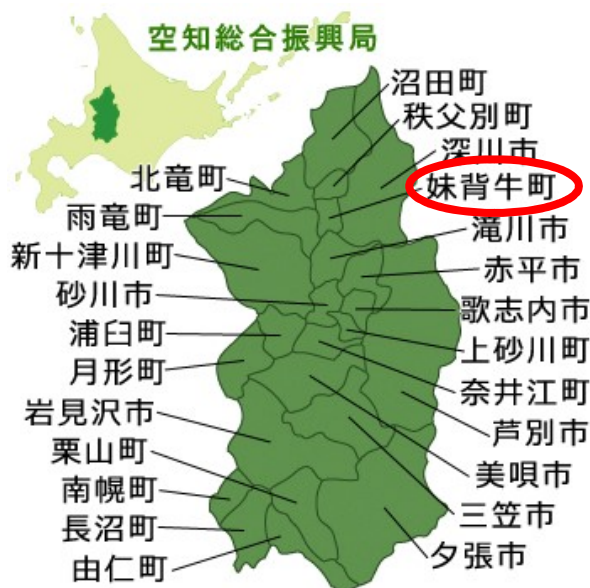 空知総合振興局
沼田町
秩父別町
深川市
北竜町
妹背牛町
雨竜町
滝川市
新十津川町
赤平市
砂川市
歌志内市
浦臼町
上砂川町
月形町
奈井江町
岩見沢市
芦別市
栗山町
美唄市
南幌町
三笠市
長沼町
夕張市
由仁町